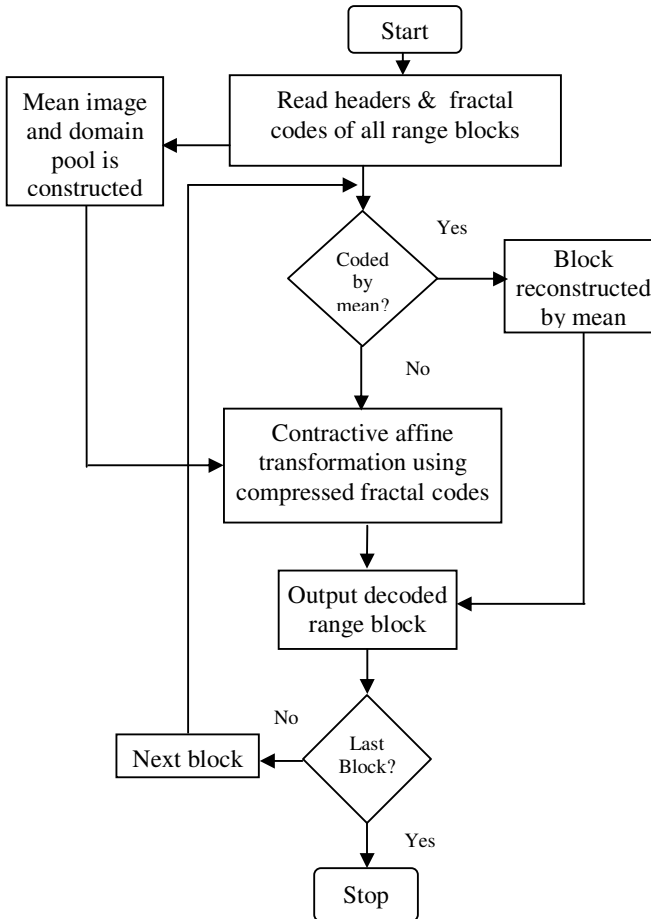 Start
Read headers & fractal
codes of all range blocks
Mean image
and domain
pool is
constructed
Coded
by
mean?
Yes
Block
reconstructed
by mean
No
Contractive affine
transformation using
compressed fractal codes
Output decoded
range block
Last
Block?
No
Next block
Yes
Stop